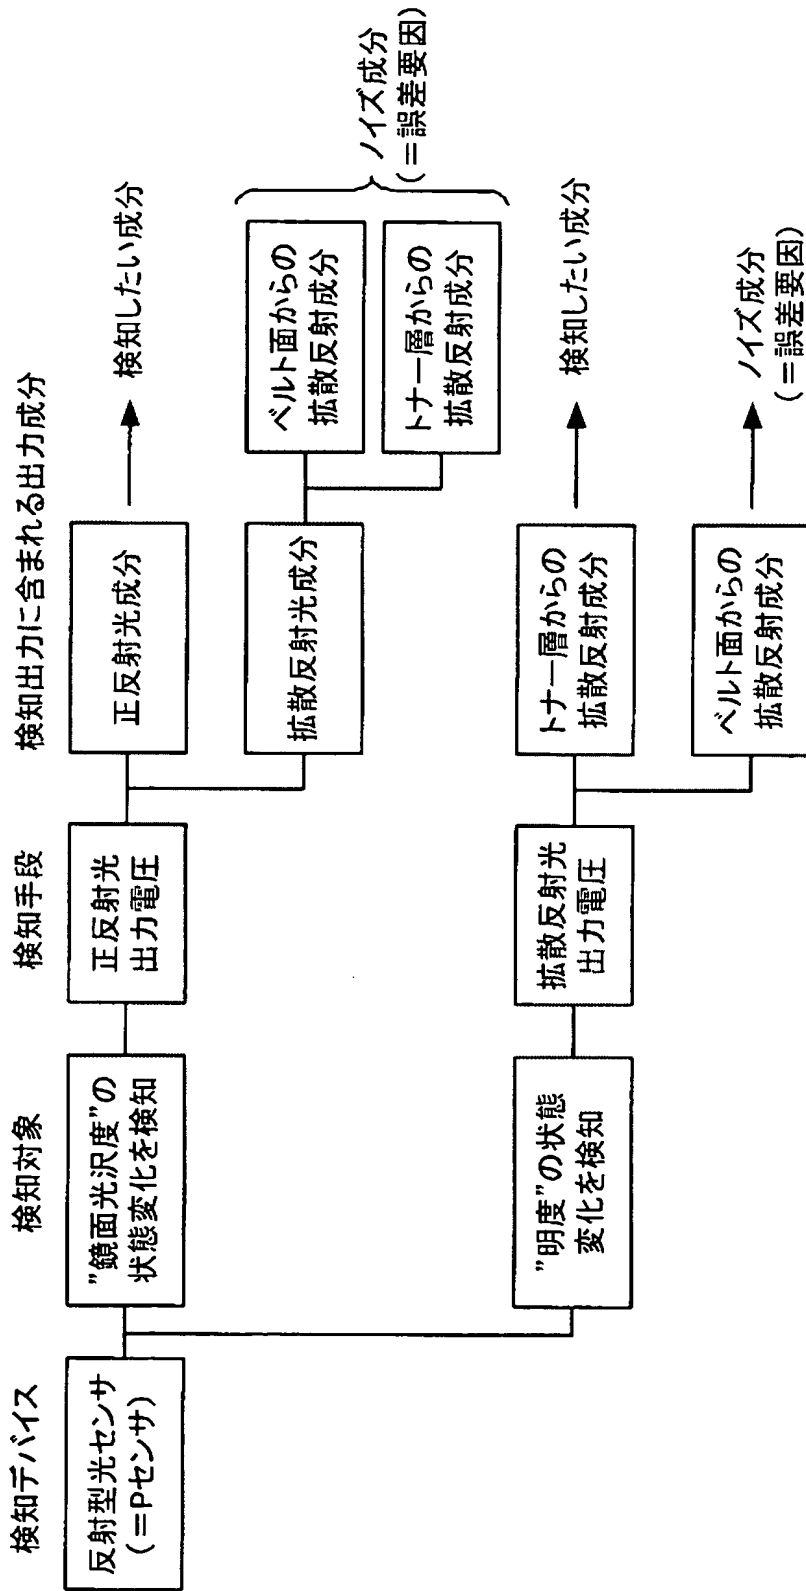 検知デバイス
検知対象
検知手段
検知出力に含まれる出力成分
反射型光センサ
(=Pセンサ)
”鏡面光沢度”の
状態変化を検知
正反射光
出力電圧
正反射光成分
検知したい成分
拡散反射光成分
ベルト面からの
拡散反射成分
トナー層からの
拡散反射成分
ノイズ成分
(=誤差要因)
”明度”の状態
変化を検知
拡散反射光
出力電圧
トナー層からの
拡散反射成分
検知したい成分
ベルト面からの
拡散反射成分
ノイズ成分
(=誤差要因)